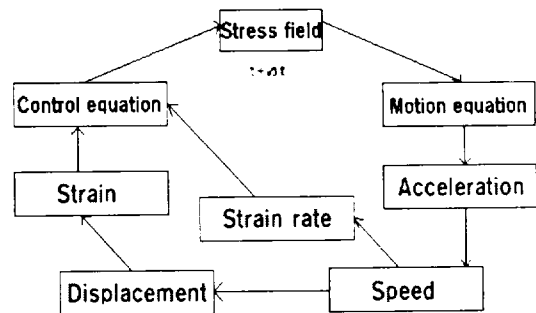 Stress field
Control equation
Motion equation
Strain
Acceleration
Strain rate
Displacement
Speed